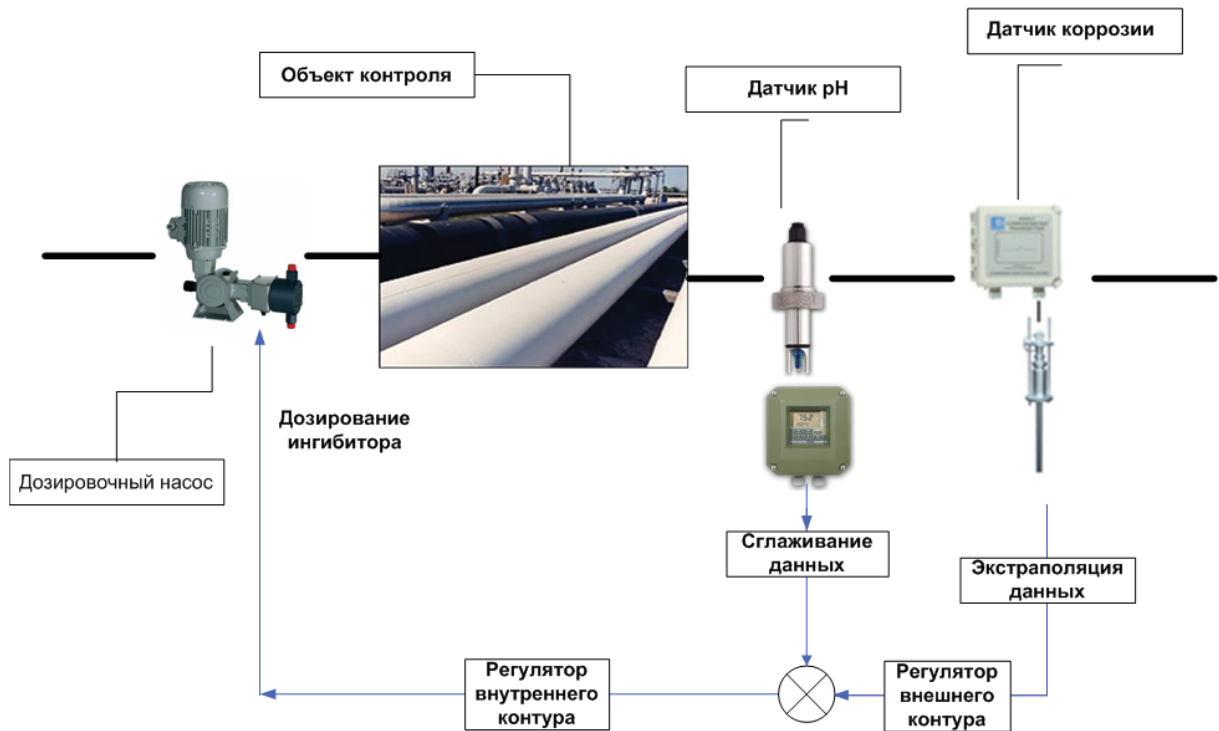 Датчик коррозии
Объект контроля
Датчик pH
Дозирование
ингибитора
Дозировочный насос
Сглаживание
данных
Экстраполяция
данных
Регулятор
внутреннего
контура
Регулятор
внешнего
контура